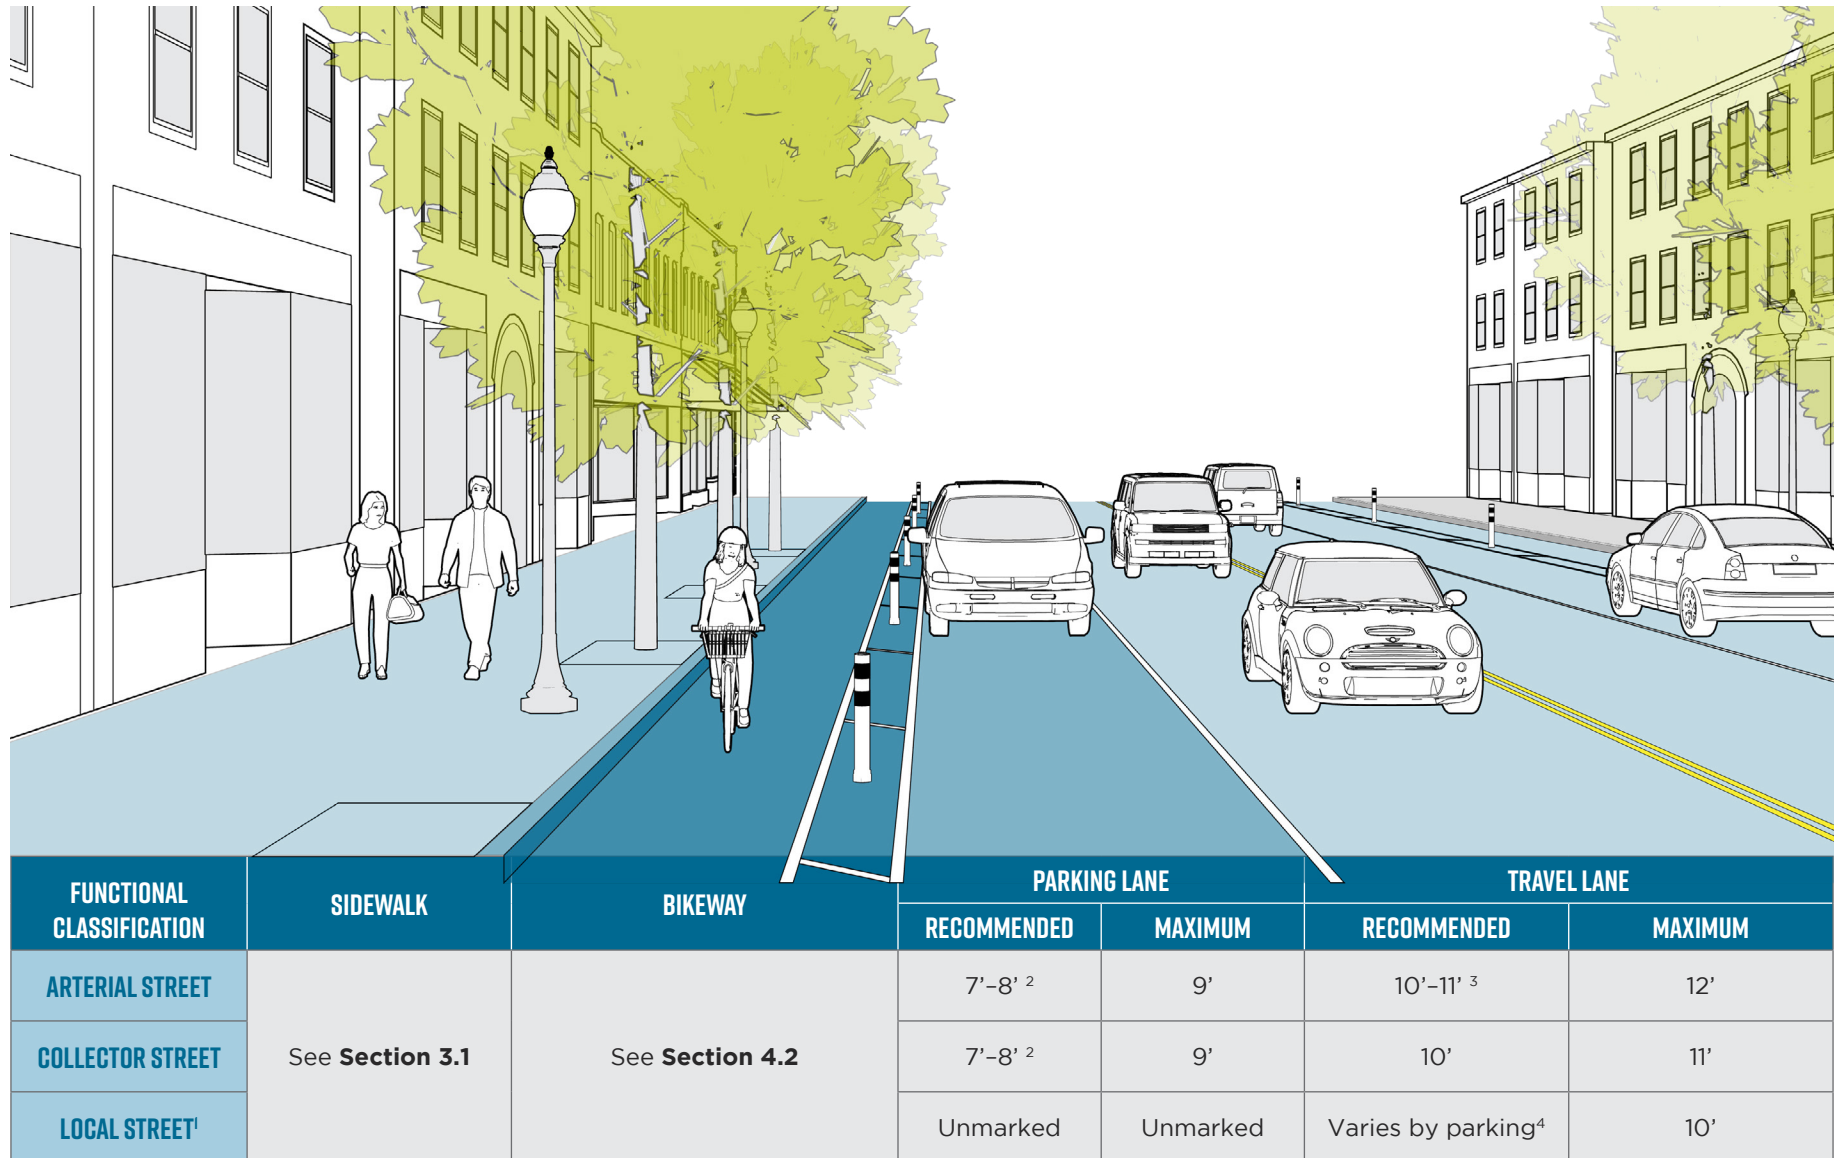 FUNCTIONAL
CLASSIFICATION
SIDEWALK
BIKEWAY
PARKING LANE
TRAVEL LANE
RECOMMENDED
MAXIMUM
RECOMMENDED
MAXIMUM
ARTERIAL STREET
7’–8’ 2
9’
10’–11’ 3
12’
COLLECTOR STREET
See Section 3.1
See Section 4.2
7’–8’ 2
9’
10’
11’
LOCAL STREET1
Unmarked
Unmarked
Varies by parking4
10’